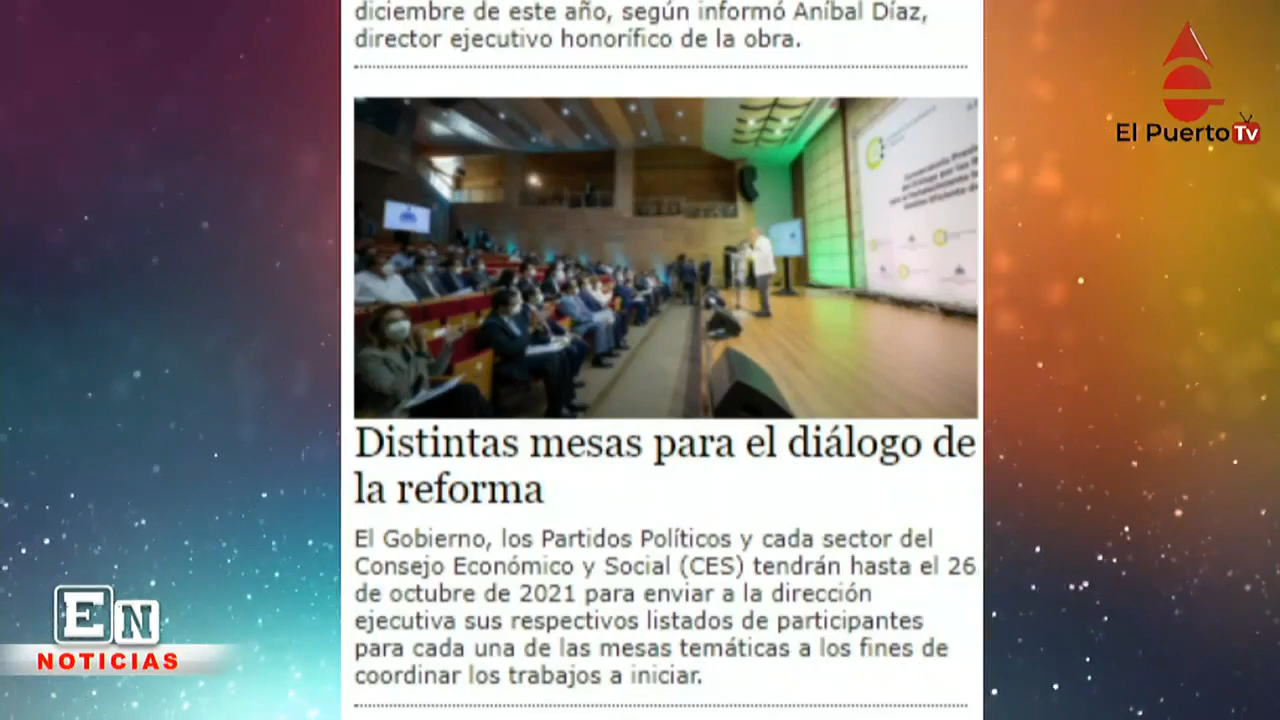 diciembre de este año, según informó Aníbal Díaz,
director ejecutivo honorífico de la obra.
El Puerto Tv
Distintas mesas para el diálogo de
la reforma
El Gobierno, los Partidos Políticos y cada sector del
Consejo Económico y Social (CES) tendrán hasta el 26
de octubre de 2021 para enviar a la dirección
ejecutiva sus respectivos listados de participantes
para cada una de las mesas temáticas a los fines de
coordinar los trabajos a iniciar.
EN
NOTICIAS